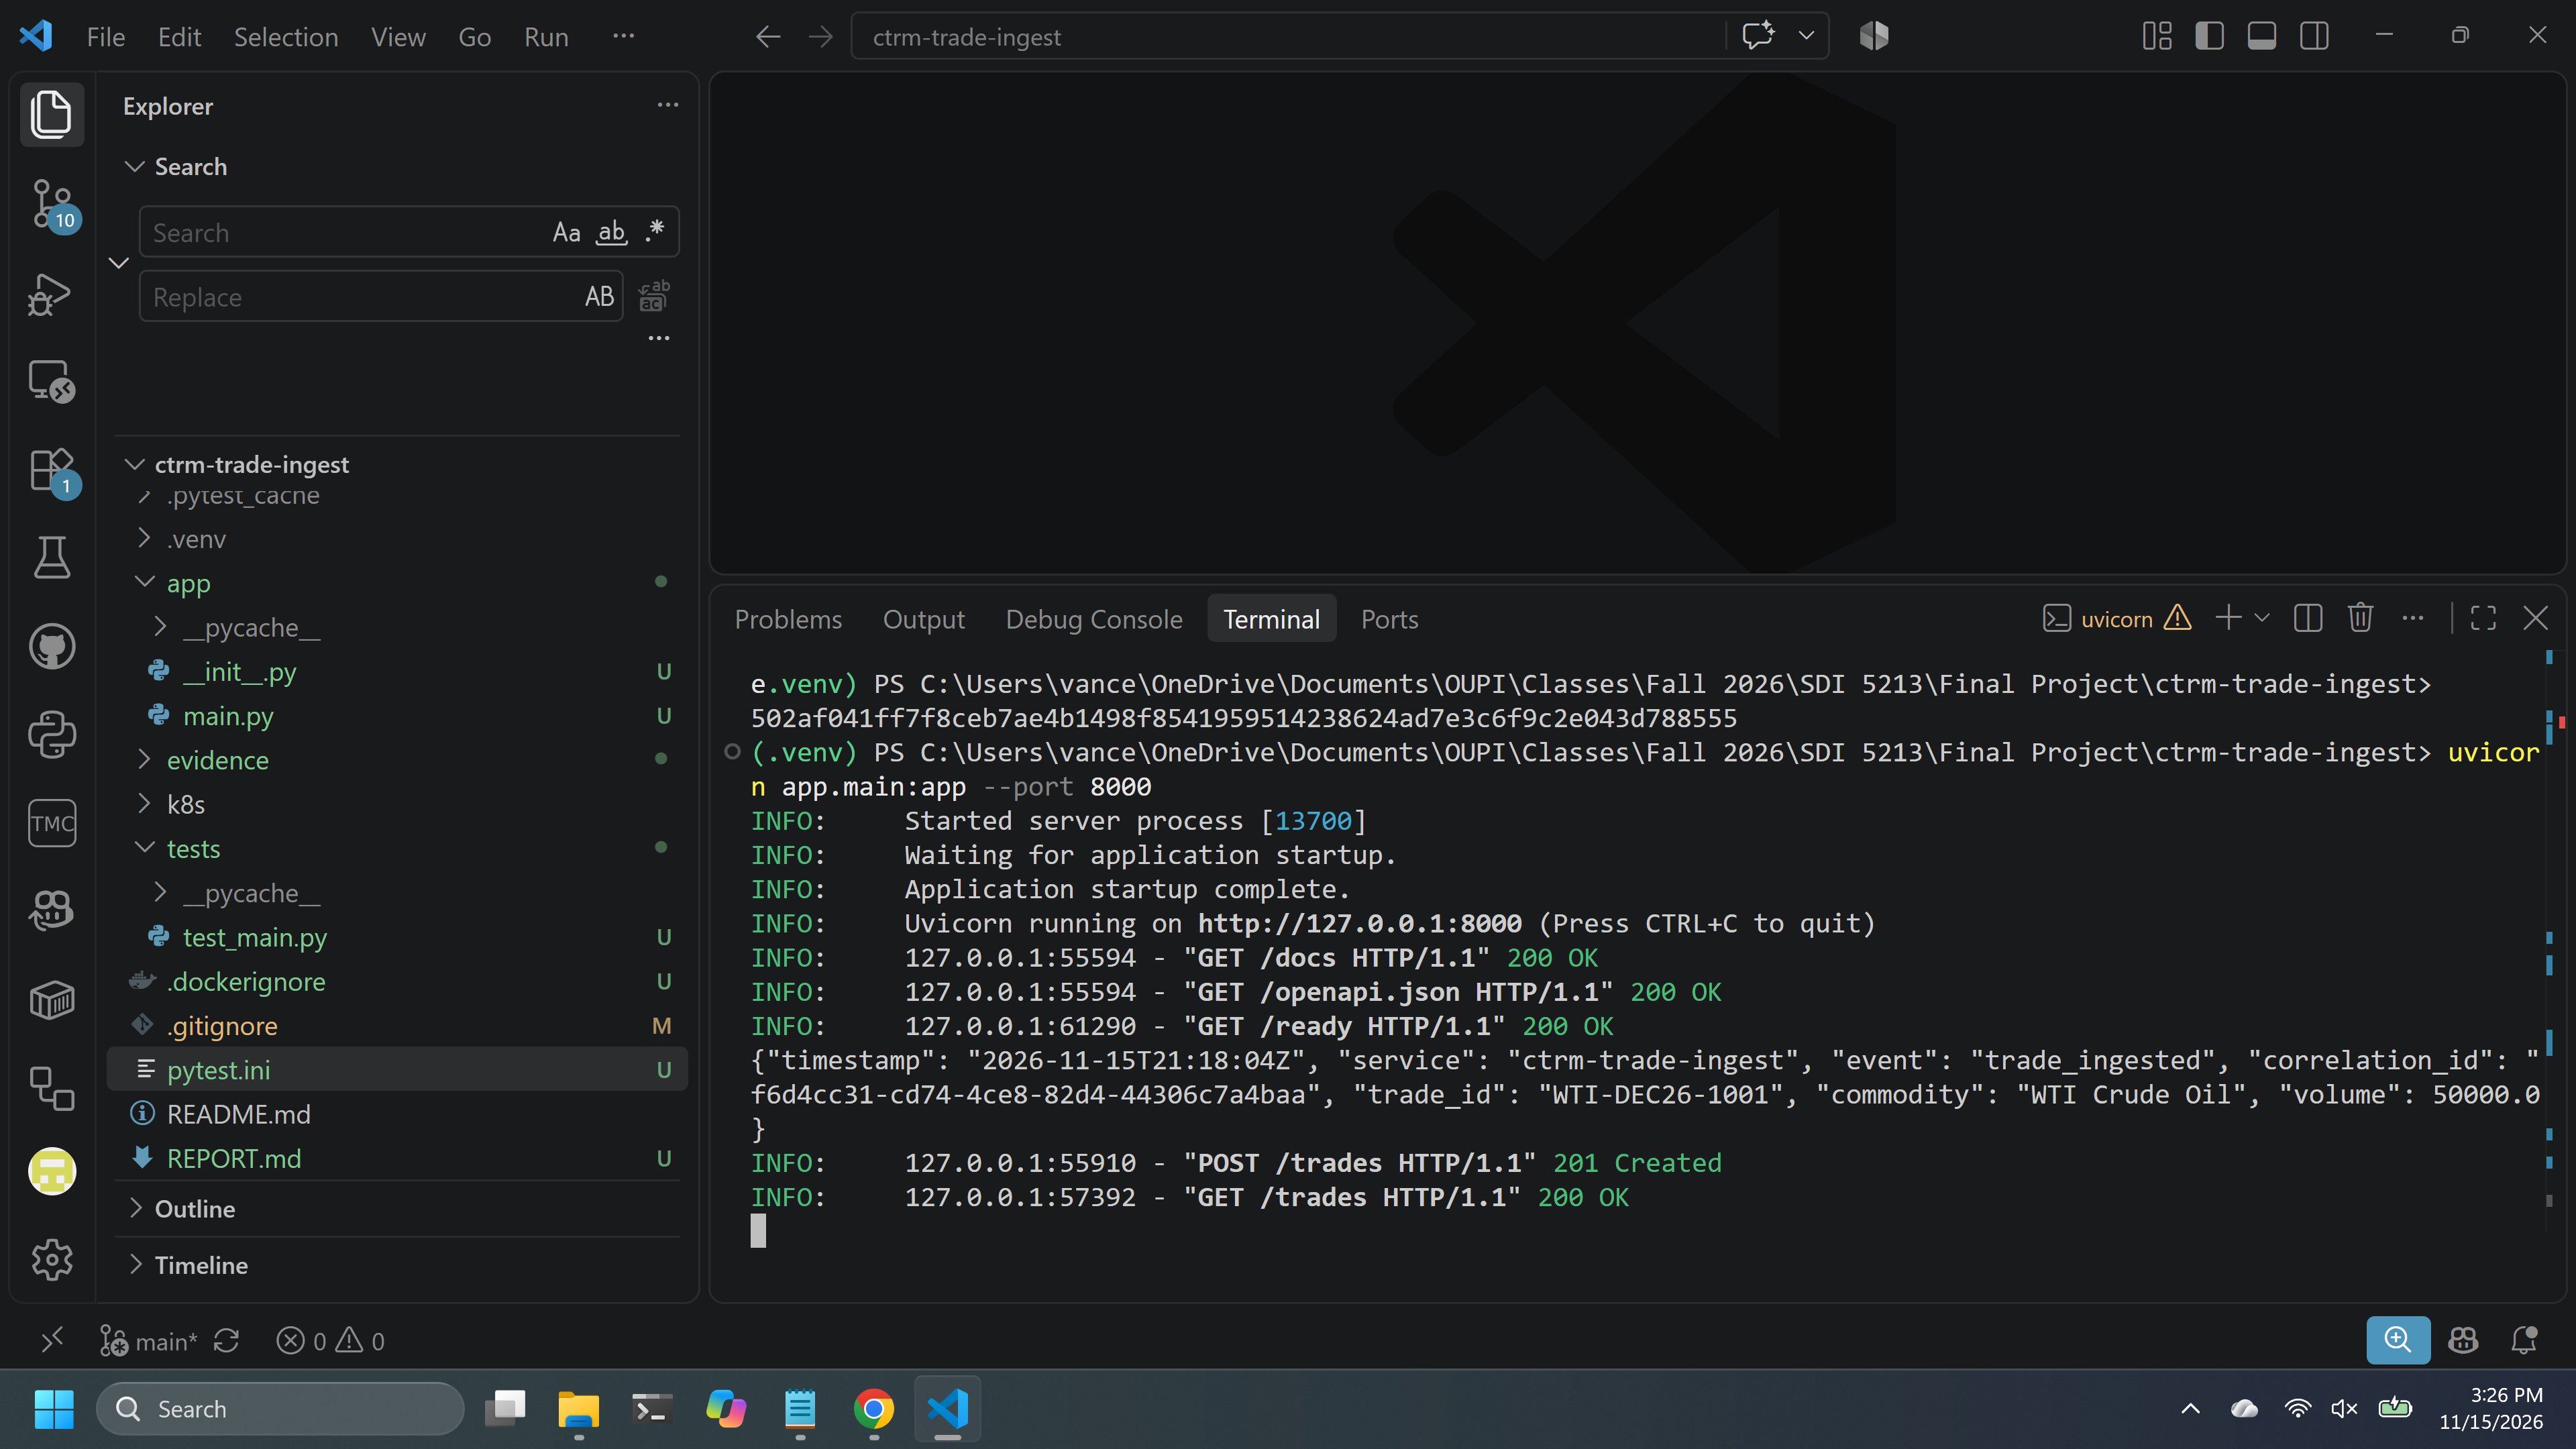 File Edit Selection View Go Run ...
ctrm-trade-ingest
Explorer
Search
Search Aa ab .*
Replace AB
10
1
TMC
ctrm-trade-ingest
.pytest_cache
.venv
app
__pycache__
__init__.py U
main.py U
evidence
k8s
tests
__pycache__
test_main.py U
.dockerignore U
.gitignore M
pytest.ini U
README.md
REPORT.md U
Outline
Timeline
Problems Output Debug Console Terminal Ports
uvicorn
e.venv) PS C:\Users\vance\OneDrive\Documents\OUPI\Classes\Fall 2026\SDI 5213\Final Project\ctrm-trade-ingest>
502af041ff7f8ceb7ae4b1498f8541959514238624ad7e3c6f9c2e043d788555
(.venv) PS C:\Users\vance\OneDrive\Documents\OUPI\Classes\Fall 2026\SDI 5213\Final Project\ctrm-trade-ingest> uvicor
n app.main:app --port 8000
INFO: Started server process [13700]
INFO: Waiting for application startup.
INFO: Application startup complete.
INFO: Uvicorn running on http://127.0.0.1:8000 (Press CTRL+C to quit)
INFO: 127.0.0.1:55594 - "GET /docs HTTP/1.1" 200 OK
INFO: 127.0.0.1:55594 - "GET /openapi.json HTTP/1.1" 200 OK
INFO: 127.0.0.1:61290 - "GET /ready HTTP/1.1" 200 OK
{"timestamp": "2026-11-15T21:18:04Z", "service": "ctrm-trade-ingest", "event": "trade_ingested", "correlation_id": "
f6d4cc31-cd74-4ce8-82d4-44306c7a4baa", "trade_id": "WTI-DEC26-1001", "commodity": "WTI Crude Oil", "volume": 50000.0
}
INFO: 127.0.0.1:55910 - "POST /trades HTTP/1.1" 201 Created
INFO: 127.0.0.1:57392 - "GET /trades HTTP/1.1" 200 OK
main* 0 0
Search
3:26 PM
11/15/2026